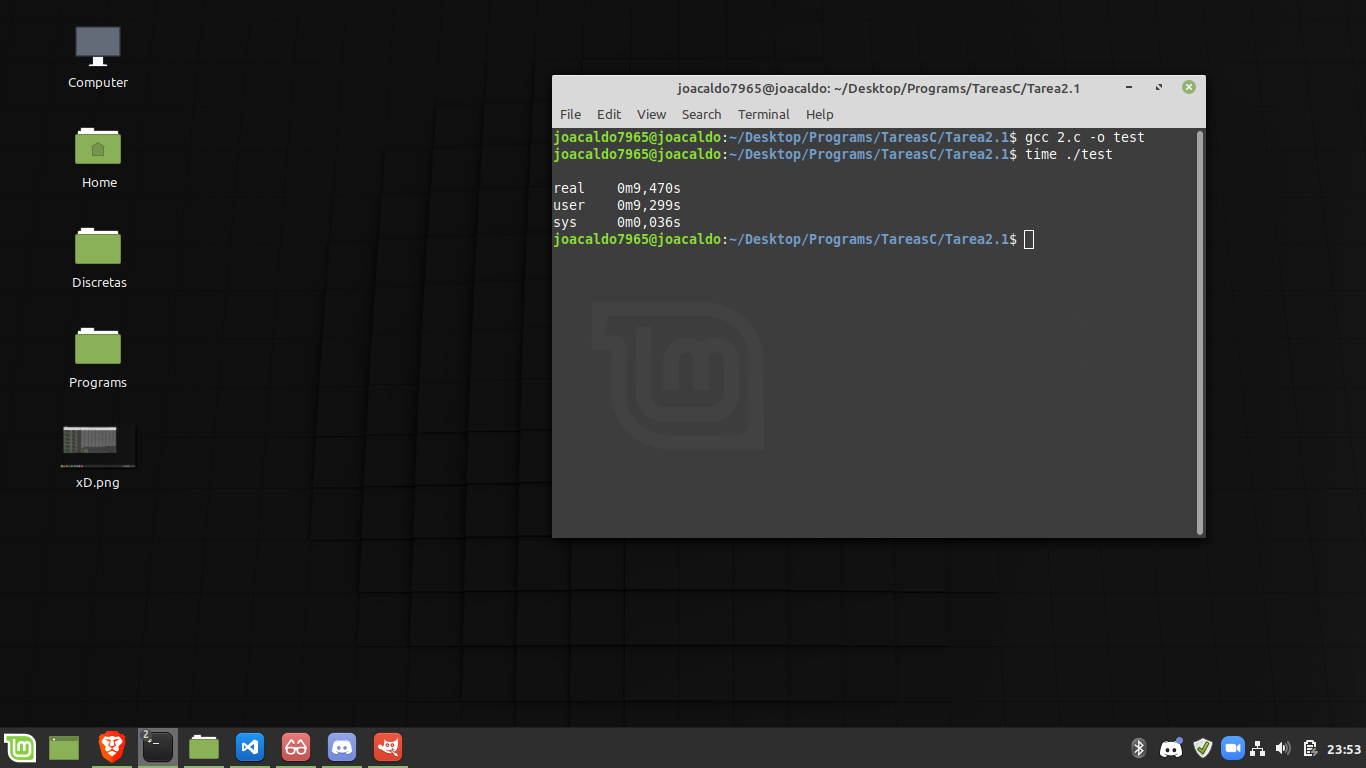 Computer
Home
Discretas
Programs
xD.png
joacaldo7965@joacaldo: ~/Desktop/Programs/TareasC/Tarea2.1
File Edit View Search Terminal Help
joacaldo7965@joacaldo:~/Desktop/Programs/TareasC/Tarea2.1$ gcc 2.c -o test
joacaldo7965@joacaldo:~/Desktop/Programs/TareasC/Tarea2.1$ time ./test
real 0m9,470s
user 0m9,299s
sys 0m0,036s
joacaldo7965@joacaldo:~/Desktop/Programs/TareasC/Tarea2.1$
2
23:53